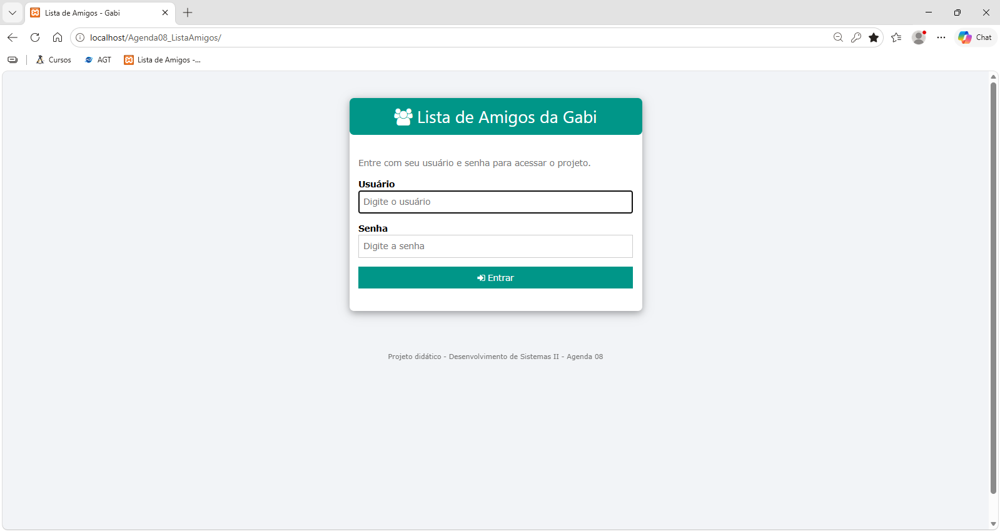 Lista de Amigos - Gabi
localhost/Agenda08_ListaAmigos/
Chat
Cursos
AGT
Lista de Amigos -...
Lista de Amigos da Gabi
Entre com seu usuário e senha para acessar o projeto.
Usuário
Digite o usuário
Senha
Digite a senha
Entrar
Projeto didático - Desenvolvimento de Sistemas II - Agenda 08